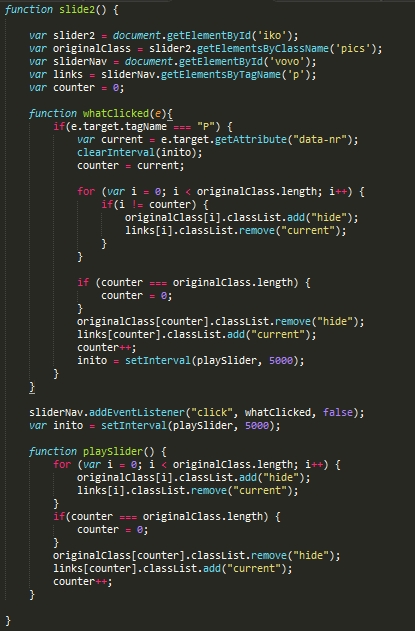 function slide2() {
var slider2 = document.getElementById('iko');
var originalClass = slider2.getElementsByClassName('pics');
var sliderNav = document.getElementById('vovo');
var links = sliderNav.getElementsByTagName('p');
var counter = 0;
function whatClicked(e){
if(e.target.tagName === "P") {
var current = e.target.getAttribute("data-nr");
clearInterval(inito);
counter = current;
for (var i = 0; i < originalClass.length; i++) {
if(i != counter) {
originalClass[i].classList.add("hide");
links[i].classList.remove("current");
}
}
if (counter === originalClass.length) {
counter = 0;
}
originalClass[counter].classList.remove("hide");
links[counter].classList.add("current");
counter++;
inito = setInterval(playSlider, 5000);
}
}
sliderNav.addEventListener("click", whatClicked, false);
var inito = setInterval(playSlider, 5000);
function playSlider() {
for (var i = 0; i < originalClass.length; i++) {
originalClass[i].classList.add("hide");
links[i].classList.remove("current");
}
if(counter === originalClass.length) {
counter = 0;
}
originalClass[counter].classList.remove("hide");
links[counter].classList.add("current");
counter++;
}
}